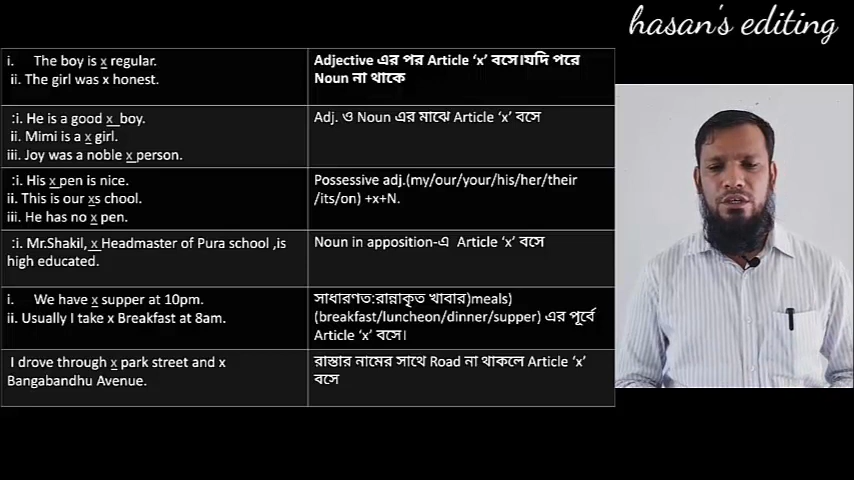 hasan's editing
i. The boy is x regular.
ii. The girl was x honest.
Adjective এর পর Article ‘x’ বসে।যদি পরে
Noun না থাকে
:i. He is a good x boy.
ii. Mimi is a x girl.
iii. Joy was a noble x person.
Adj. ও Noun এর মাঝে Article ‘x’ বসে
:i. His x pen is nice.
ii. This is our xs chool.
iii. He has no x pen.
Possessive adj.(my/our/your/his/her/their
/its/on) +x+N.
:i. Mr.Shakil, x Headmaster of Pura school ,is
high educated.
Noun in apposition-এ Article ‘x’ বসে
i. We have x supper at 10pm.
ii. Usually I take x Breakfast at 8am.
সাধারণত:রান্নাকৃত খাবার)meals)
(breakfast/luncheon/dinner/supper) এর পূর্বে
Article ‘x’ বসে।
I drove through x park street and x
Bangabandhu Avenue.
রাস্তার নামের সাথে Road না থাকলে Article ‘x’
বসে